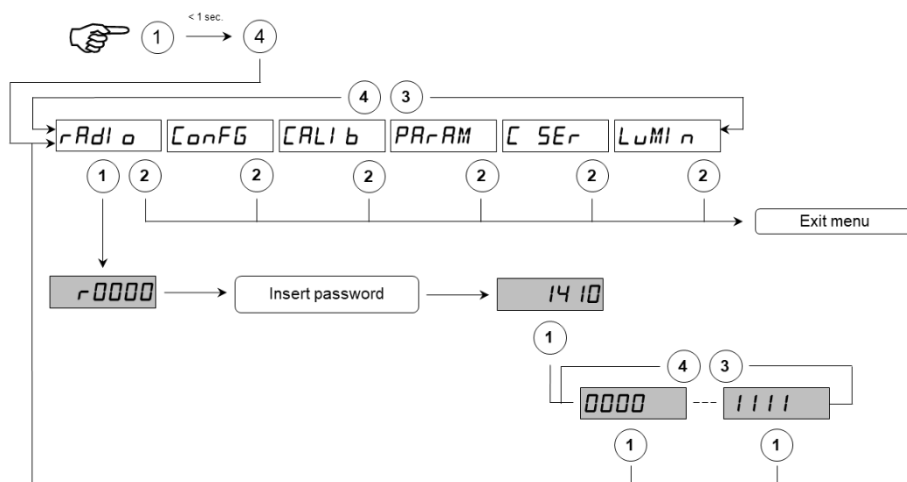 < 1 sec.
1 4
4 3
rAdIo ConFG CALIb PArAM C SEr LuMIn
1 2 2 2 2 2 2
Exit menu
r0000 Insert password 1410
1
4 3
0000 ---- 1111
1 1